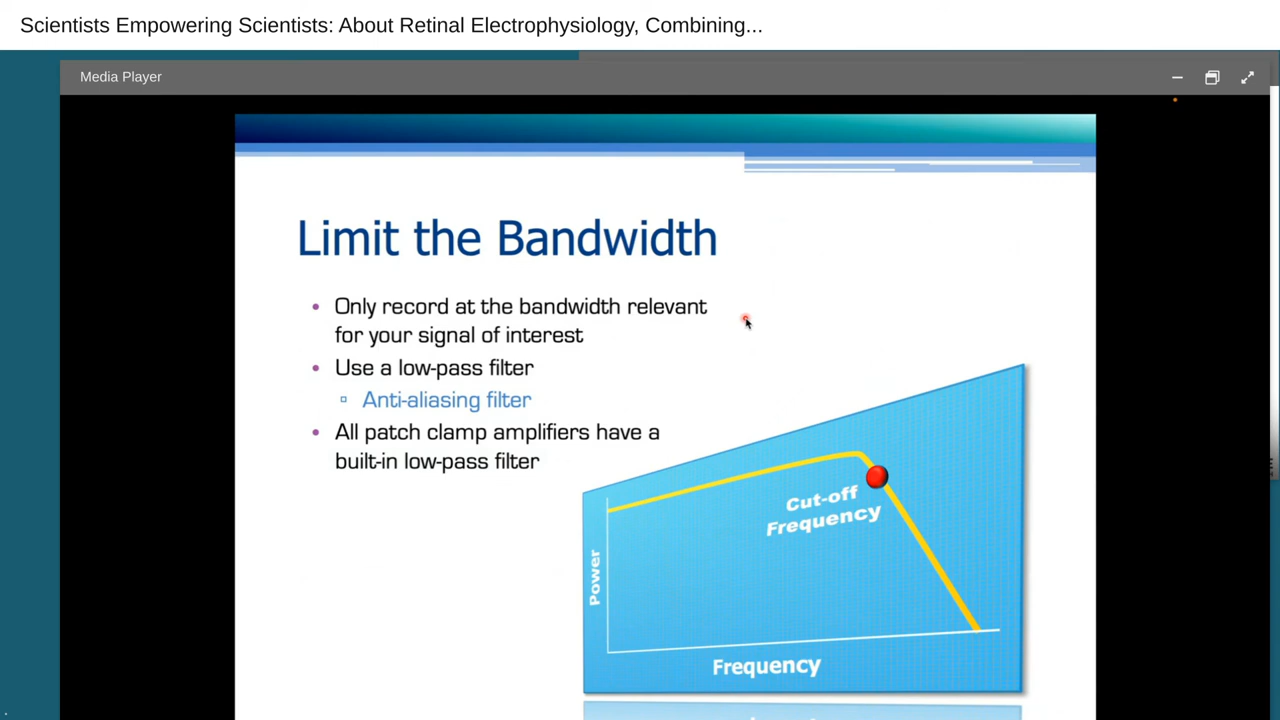 Scientists Empowering Scientists: About Retinal Electrophysiology, Combining...
Media Player
Limit the Bandwidth
• Only record at the bandwidth relevant
for your signal of interest
• Use a low-pass filter
▫ Anti-aliasing filter
• All patch clamp amplifiers have a
built-in low-pass filter
Cut-off
Frequency
Power
Frequency